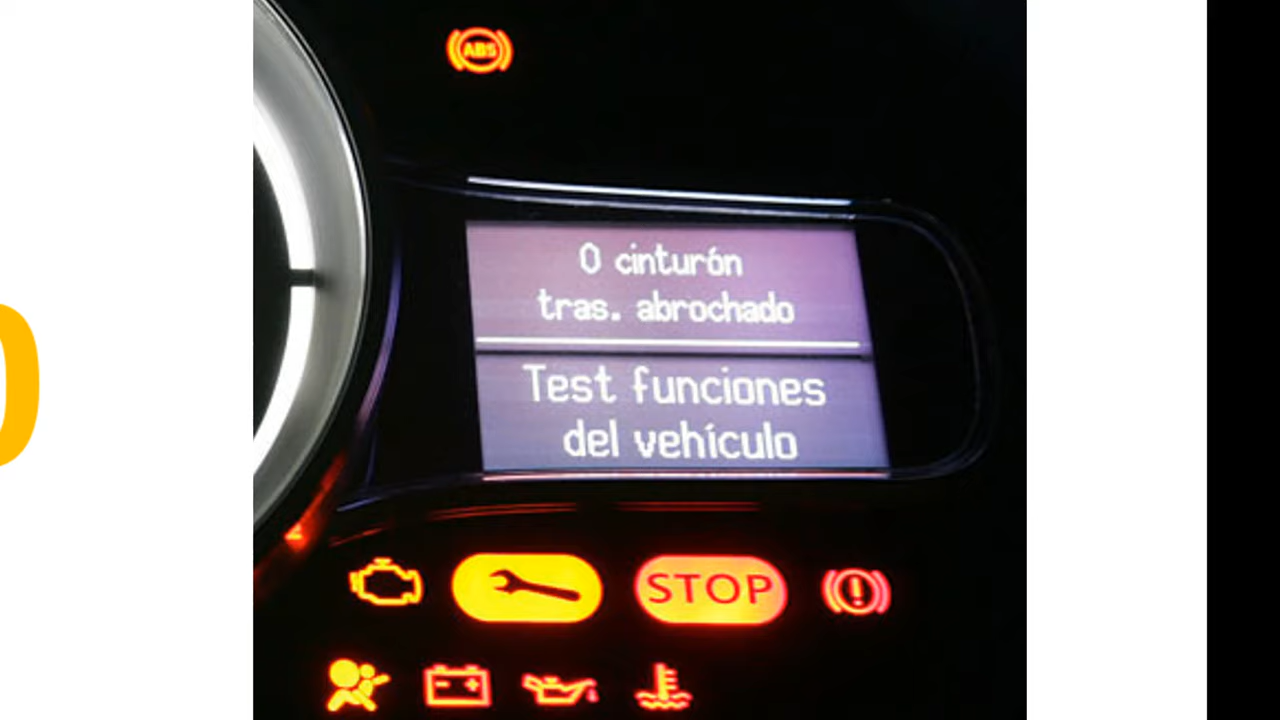 ABS
0 cinturón
tras. abrochado
Test funciones
del vehículo
STOP